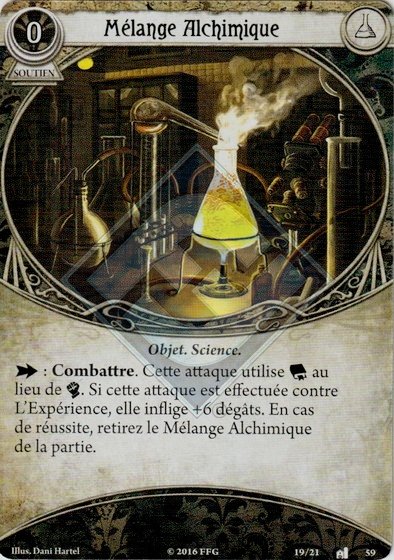 Mélange Alchimique
0
SOUTIEN
Objet. Science.
: Combattre. Cette attaque utilise au
lieu de . Si cette attaque est effectuée contre
L'Expérience, elle inflige +6 dégâts. En cas
de réussite, retirez le Mélange Alchimique
de la partie.
Illus. Dani Hartel
© 2016 FFG
19/21
59